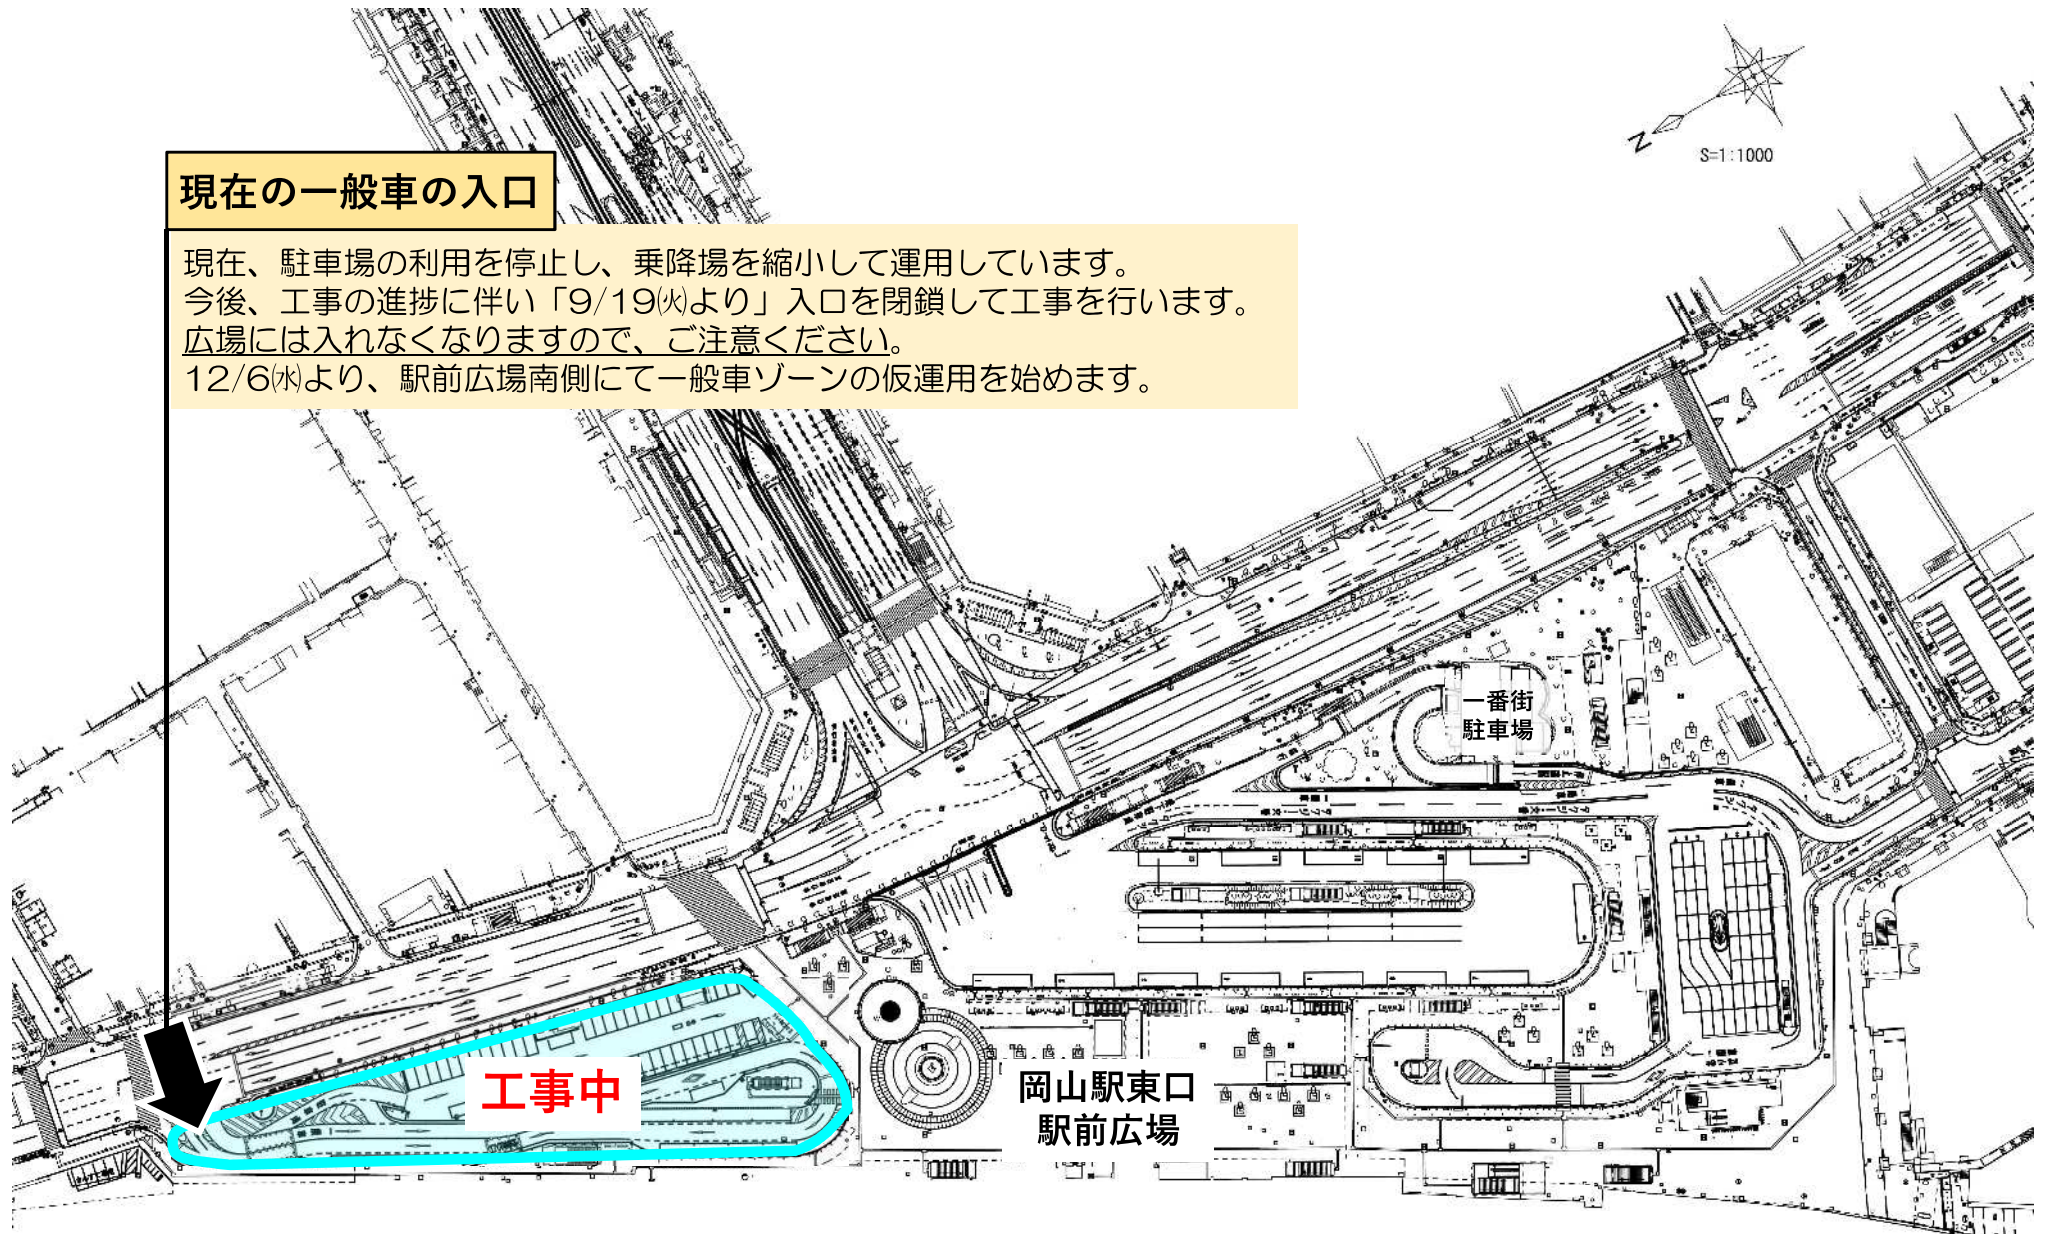 N
S=1:1000
現在の一般車の入口
現在、駐車場の利用を停止し、乗降場を縮小して運用しています。
今後、工事の進捗に伴い「9/19㈫より」入口を閉鎖して工事を行います。
広場には入れなくなりますので、ご注意ください。
12/6㈬より、駅前広場南側にて一般車ゾーンの仮運用を始めます。
一番街
駐車場
工事中
岡山駅東口
駅前広場